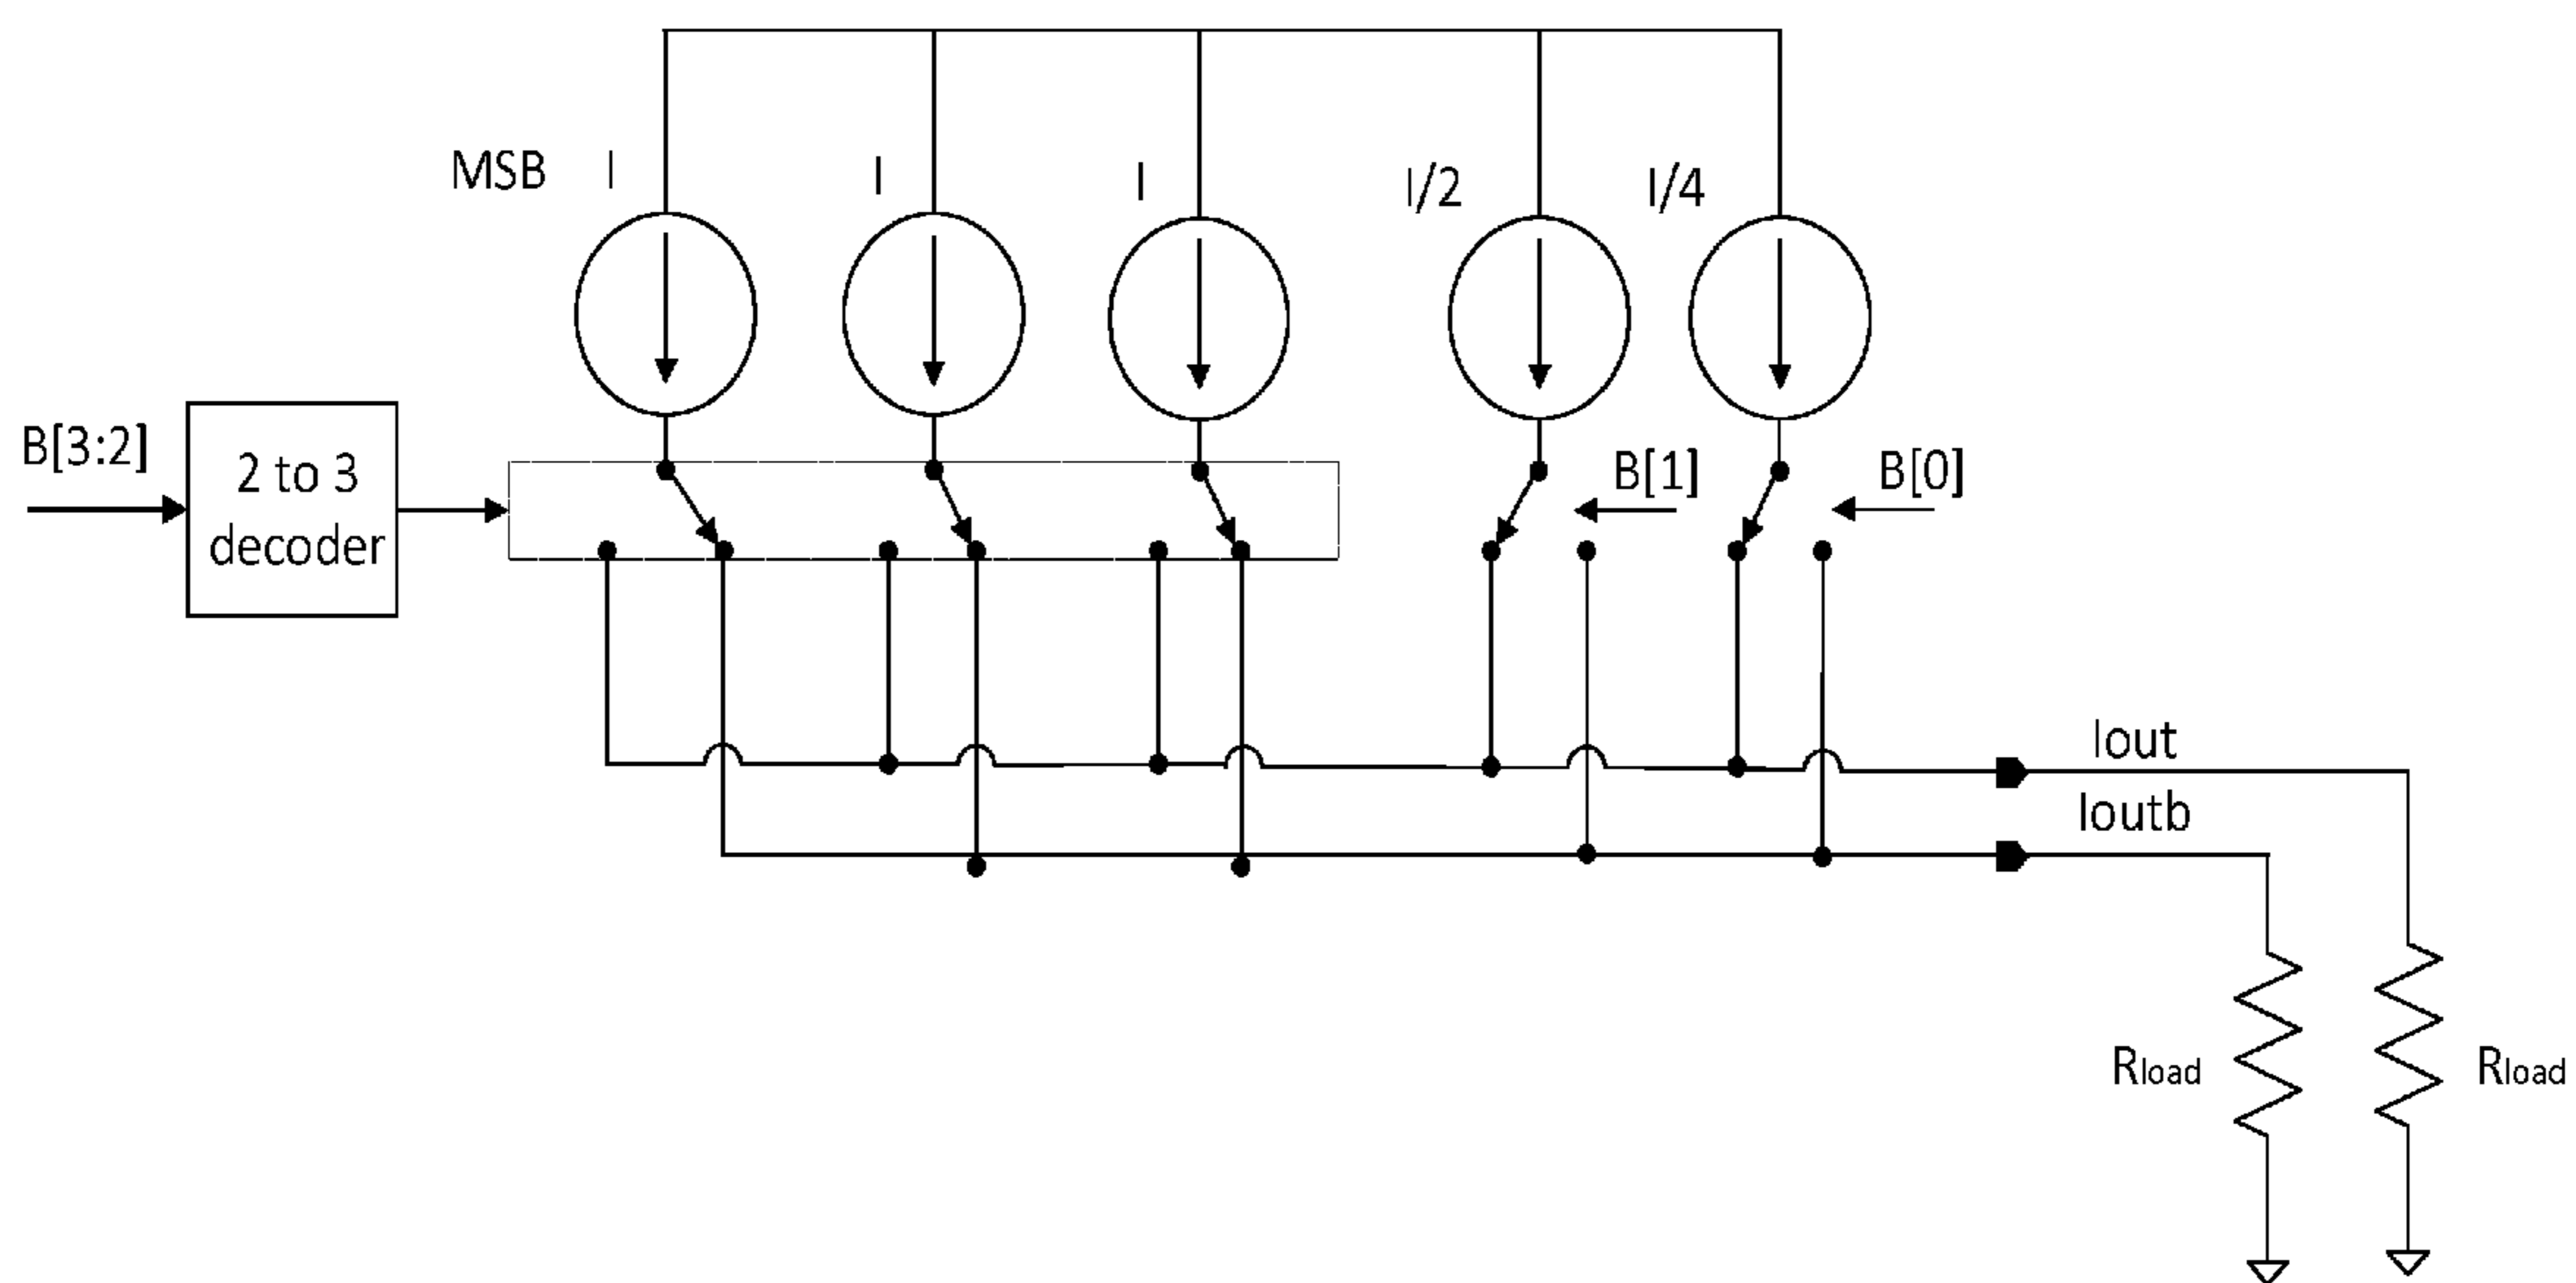 MSB I I I I/2 I/4
B[3:2]
2 to 3
decoder
B[1] B[0]
Iout
Ioutb
Rload Rload